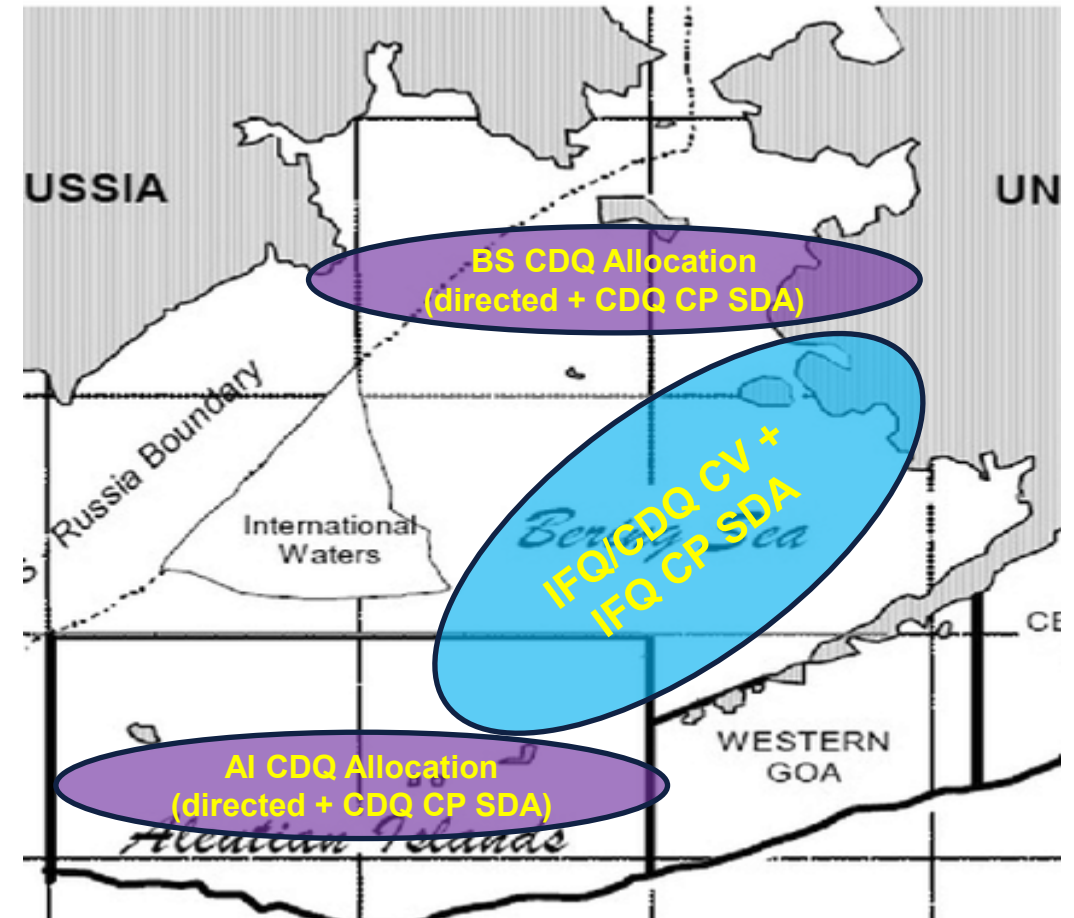 USSIA
UN
BS CDQ Allocation
(directed + CDQ CP SDA)
Russia Boundary
International
Waters
Bering Sea
IFQ/CDQ CV +
IFQ CP SDA
CE
WESTERN
GOA
AI CDQ Allocation
(directed + CDQ CP SDA)
Aleutian Islands